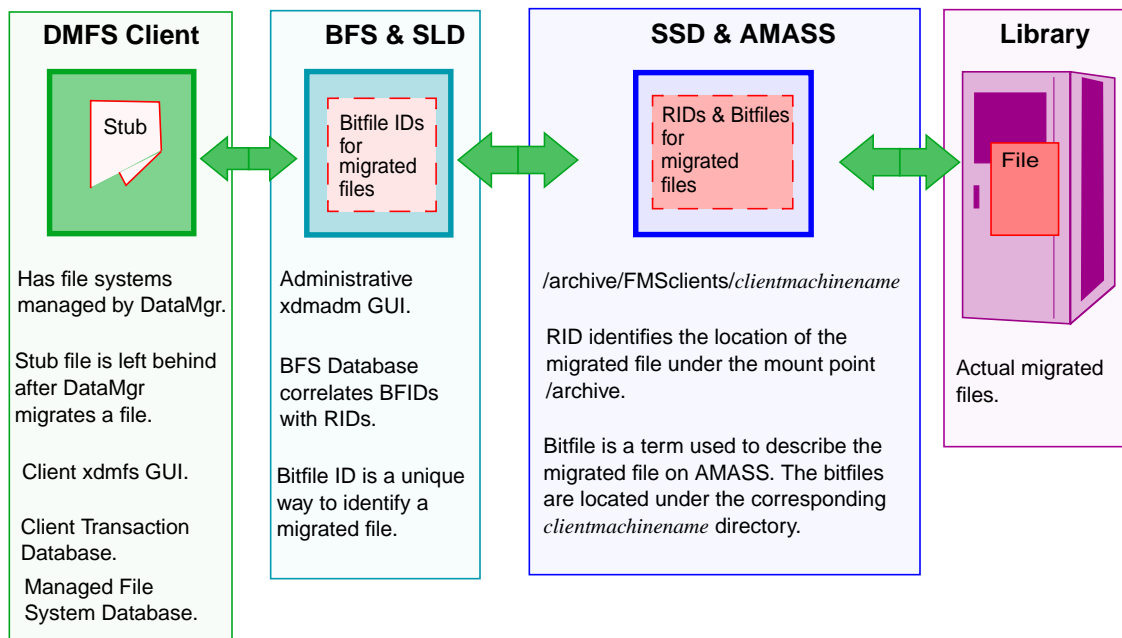 DMFS Client
Stub
Has file systems
managed by DataMgr.
Stub file is left behind
after DataMgr
migrates a file.
Client xdmfs GUI.
Client Transaction
Database.
Managed File
System Database.
BFS & SLD
Bitfile IDs
for
migrated
files
Administrative
xdmadm GUI.
BFS Database
correlates BFIDs
with RIDs.
Bitfile ID is a unique
way to identify a
migrated file.
SSD & AMASS
RIDs & Bitfiles
for
migrated
files
/archive/FMSclients/clientmachinename
RID identifies the location of the
migrated file under the mount point
/archive.
Bitfile is a term used to describe the
migrated file on AMASS. The bitfiles
are located under the corresponding
clientmachinename directory.
Library
File
Actual migrated
files.